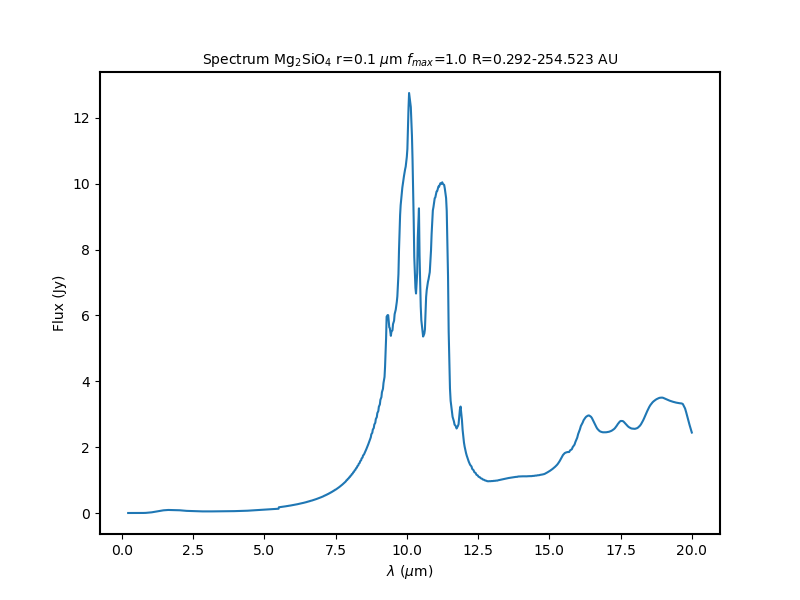 Spectrum Mg₂SiO₄ r=0.1 μm fₘₐₓ=1.0 R=0.292-254.523 AU
12
10
8
6
4
2
0
Flux (Jy)
0.0 2.5 5.0 7.5 10.0 12.5 15.0 17.5 20.0
λ (μm)